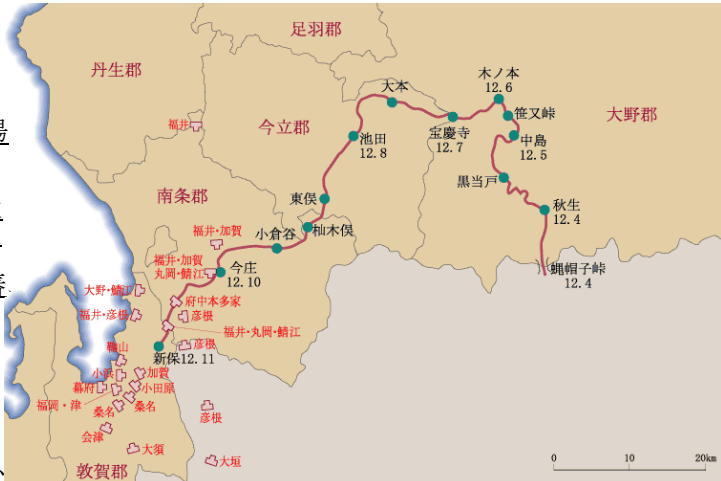 足羽郡
丹生郡
今立郡
大野郡
南条郡
敦賀郡
木ノ本
12.6
笹又峠
中島
12.5
大本
宝慶寺
12.7
池田
12.8
黒当戸
秋生
12.4
蝿帽子峠
12.4
東俣
杣木俣
小倉谷
今庄
12.10
新保12.11
福井
福井・加賀
福井・加賀
丸岡・鯖江
大野・鯖江
福井・彦根
府中本多家
彦根
福井・丸岡・鯖江
彦根
鞠山
小浜
加賀
幕府
小田原
福岡・津
桑名
桑名
会津
大須
彦根
大垣
0 10 20km
場